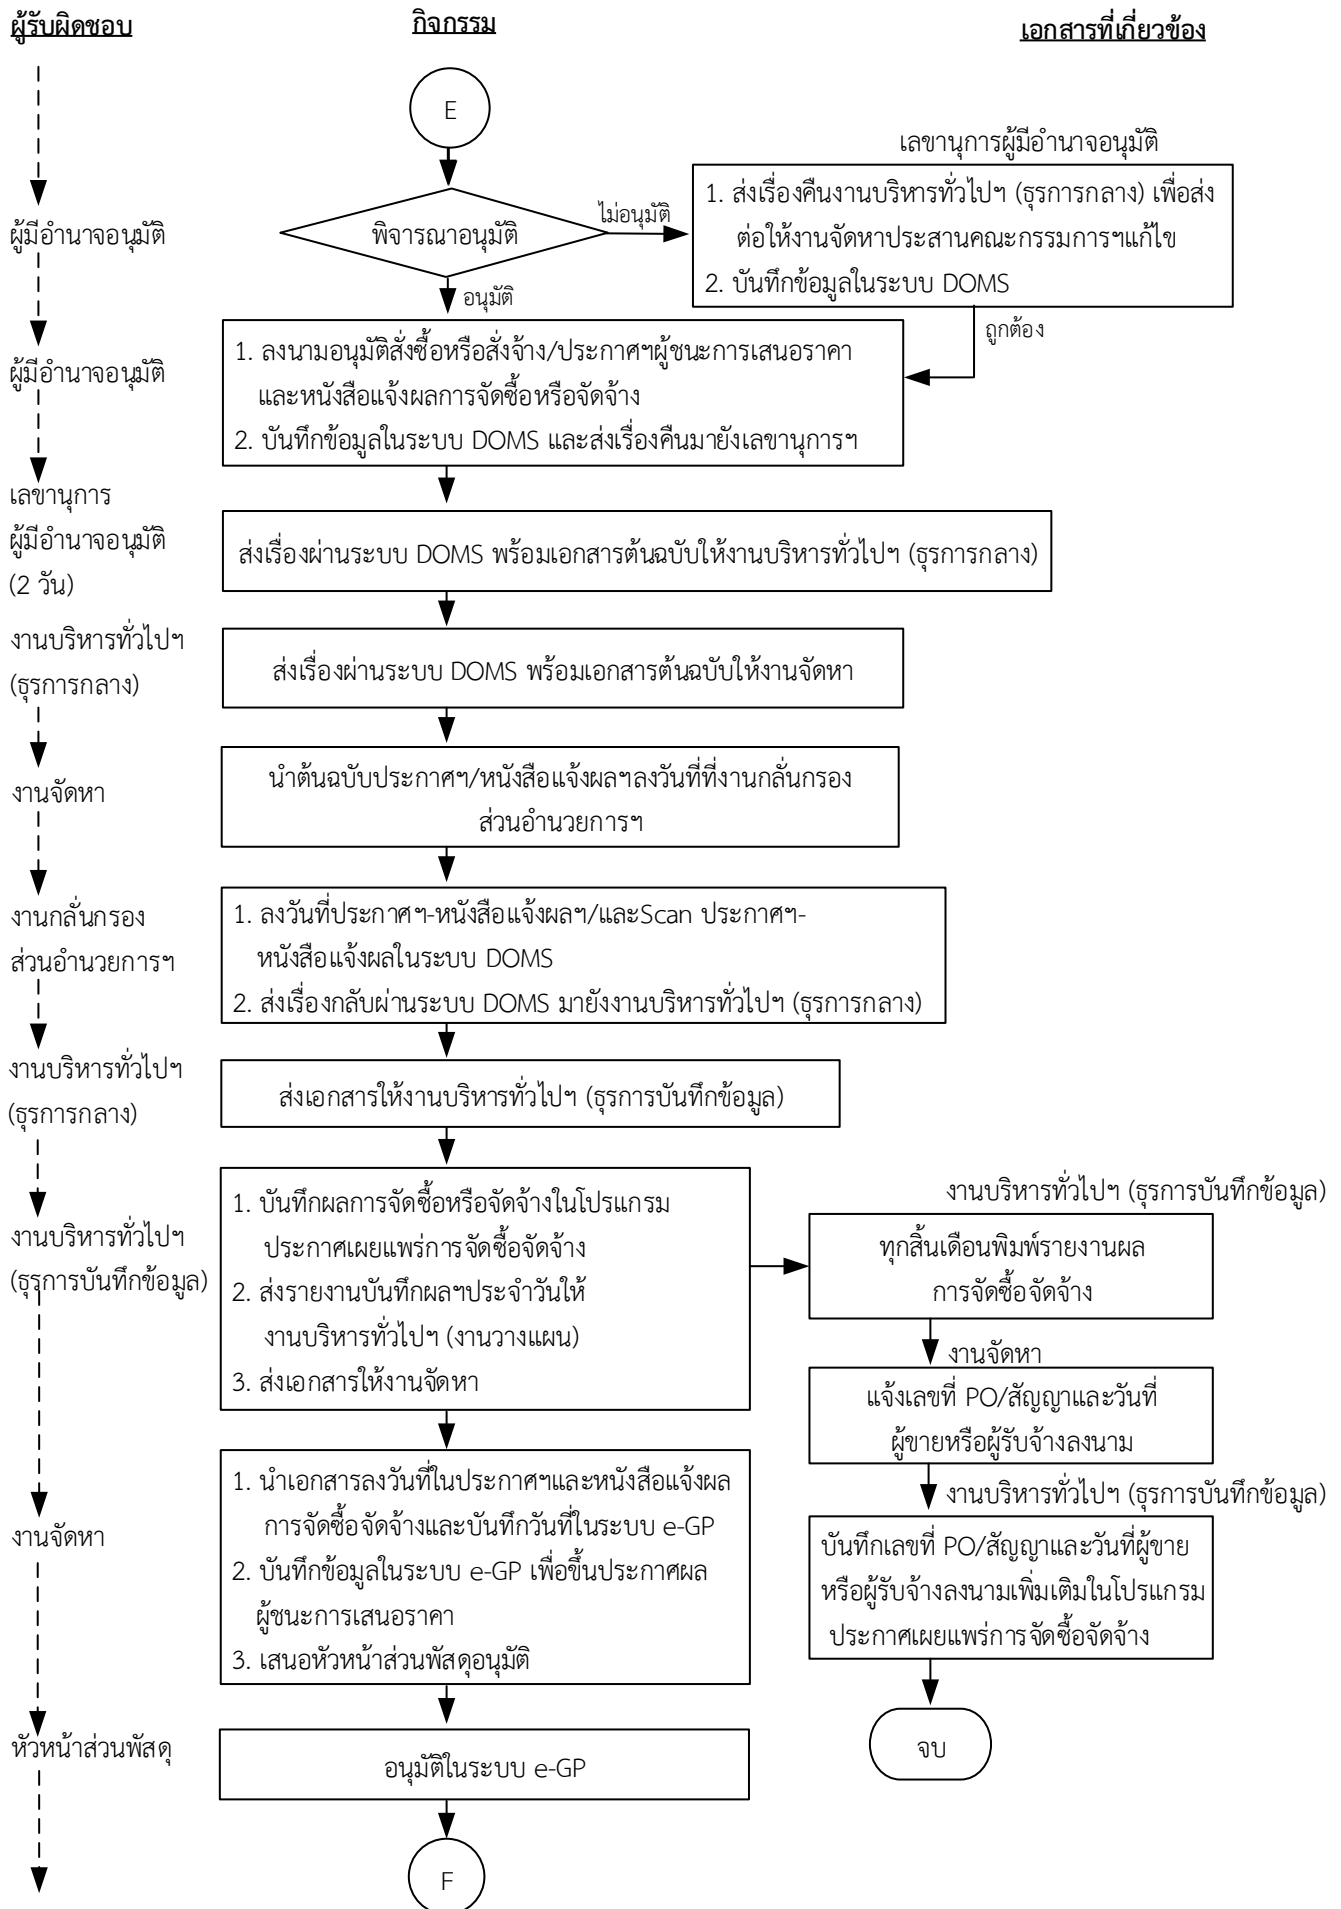 ผู้รับผิดชอบ
กิจกรรม
เอกสารที่เกี่ยวข้อง
E
เลขานุการผู้มีอำนาจอนุมัติ
ผู้มีอำนาจอนุมัติ
พิจารณาอนุมัติ
ไม่อนุมัติ
1. ส่งเรื่องคืนงานบริหารทั่วไปฯ (ธุรการกลาง) เพื่อส่ง
ต่อให้งานจัดหาประสานคณะกรรมการฯแก้ไข
2. บันทึกข้อมูลในระบบ DOMS
อนุมัติ
ถูกต้อง
ผู้มีอำนาจอนุมัติ
1. ลงนามอนุมัติสั่งซื้อหรือสั่งจ้าง/ประกาศฯผู้ชนะการเสนอราคา
และหนังสือแจ้งผลการจัดซื้อหรือจัดจ้าง
2. บันทึกข้อมูลในระบบ DOMS และส่งเรื่องคืนมายังเลขานุการฯ
เลขานุการ
ผู้มีอำนาจอนุมัติ
(2 วัน)
ส่งเรื่องผ่านระบบ DOMS พร้อมเอกสารต้นฉบับให้งานบริหารทั่วไปฯ (ธุรการกลาง)
งานบริหารทั่วไปฯ
(ธุรการกลาง)
ส่งเรื่องผ่านระบบ DOMS พร้อมเอกสารต้นฉบับให้งานจัดหา
งานจัดหา
นำต้นฉบับประกาศฯ/หนังสือแจ้งผลฯลงวันที่ที่งานกลั่นกรอง
ส่วนอำนวยการฯ
งานกลั่นกรอง
ส่วนอำนวยการฯ
1. ลงวันที่ประกาศฯ-หนังสือแจ้งผลฯ/และScan ประกาศฯ-
หนังสือแจ้งผลในระบบ DOMS
2. ส่งเรื่องกลับผ่านระบบ DOMS มายังงานบริหารทั่วไปฯ (ธุรการกลาง)
งานบริหารทั่วไปฯ
(ธุรการกลาง)
ส่งเอกสารให้งานบริหารทั่วไปฯ (ธุรการบันทึกข้อมูล)
งานบริหารทั่วไปฯ
(ธุรการบันทึกข้อมูล)
1. บันทึกผลการจัดซื้อหรือจัดจ้างในโปรแกรม
ประกาศเผยแพร่การจัดซื้อจัดจ้าง
2. ส่งรายงานบันทึกผลฯประจำวันให้
งานบริหารทั่วไปฯ (งานวางแผน)
3. ส่งเอกสารให้งานจัดหา
งานบริหารทั่วไปฯ (ธุรการบันทึกข้อมูล)
ทุกสิ้นเดือนพิมพ์รายงานผล
การจัดซื้อจัดจ้าง
งานจัดหา
แจ้งเลขที่ PO/สัญญาและวันที่
ผู้ขายหรือผู้รับจ้างลงนาม
งานบริหารทั่วไปฯ (ธุรการบันทึกข้อมูล)
บันทึกเลขที่ PO/สัญญาและวันที่ผู้ขาย
หรือผู้รับจ้างลงนามเพิ่มเติมในโปรแกรม
ประกาศเผยแพร่การจัดซื้อจัดจ้าง
จบ
งานจัดหา
1. นำเอกสารลงวันที่ในประกาศฯและหนังสือแจ้งผล
การจัดซื้อจัดจ้างและบันทึกวันที่ในระบบ e-GP
2. บันทึกข้อมูลในระบบ e-GP เพื่อขึ้นประกาศผล
ผู้ชนะการเสนอราคา
3. เสนอหัวหน้าส่วนพัสดุอนุมัติ
หัวหน้าส่วนพัสดุ
อนุมัติในระบบ e-GP
F